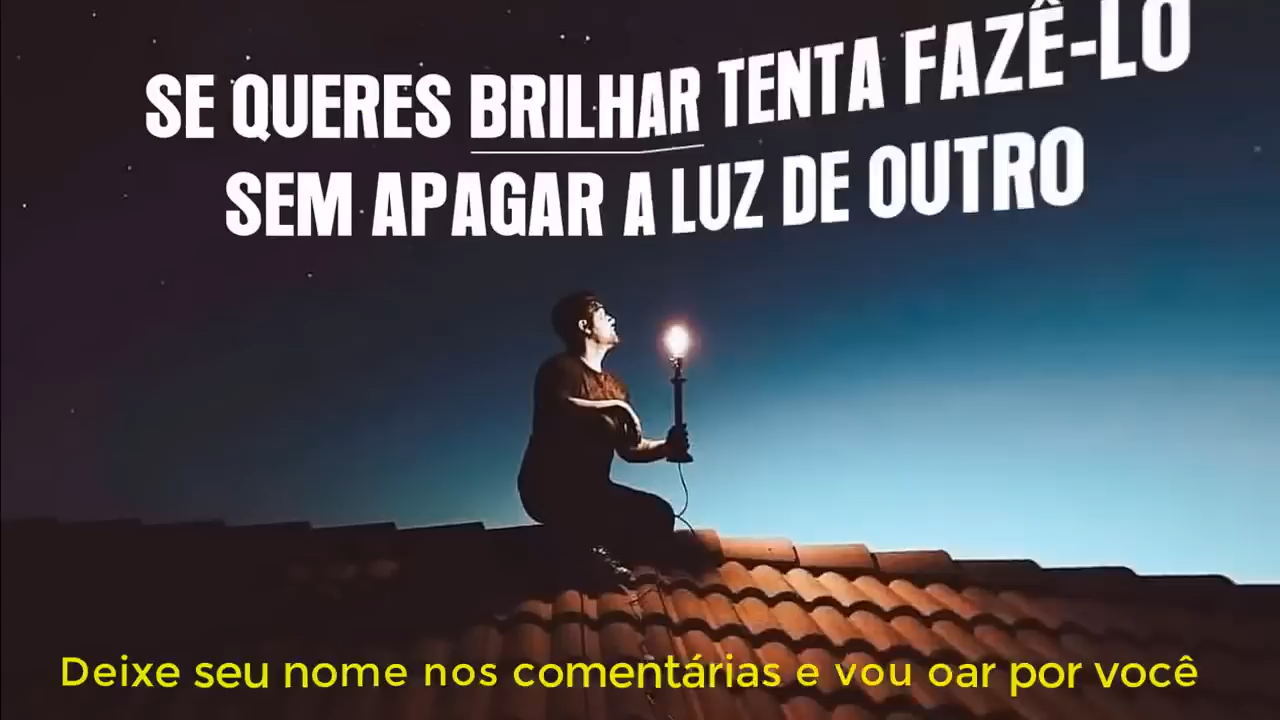 SE QUERES BRILHAR TENTA FAZÊ-LO
SEM APAGAR A LUZ DE OUTRO
Deixe seu nome nos comentárias e vou oar por você